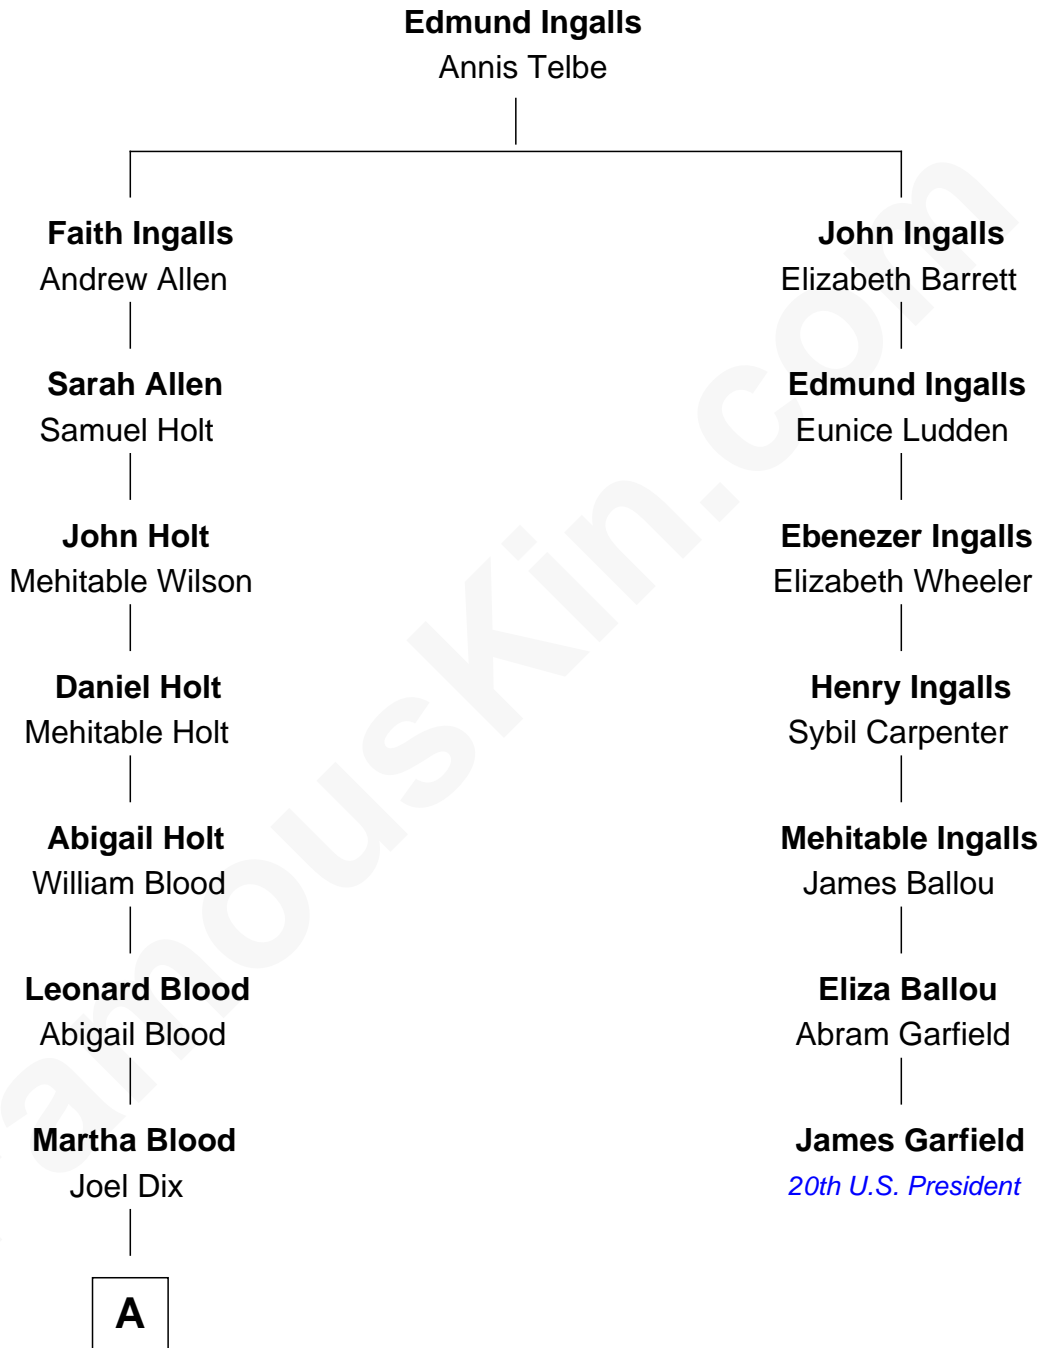 Edmund Ingalls
Annis Telbe
Faith Ingalls
Andrew Allen
John Ingalls
Elizabeth Barrett
Sarah Allen
Samuel Holt
Edmund Ingalls
Eunice Ludden
John Holt
Mehitable Wilson
Ebenezer Ingalls
Elizabeth Wheeler
Daniel Holt
Mehitable Holt
Henry Ingalls
Sybil Carpenter
Abigail Holt
William Blood
Mehitable Ingalls
James Ballou
Leonard Blood
Abigail Blood
Eliza Ballou
Abram Garfield
Martha Blood
Joel Dix
James Garfield
20th U.S. President
A
amouskin.com